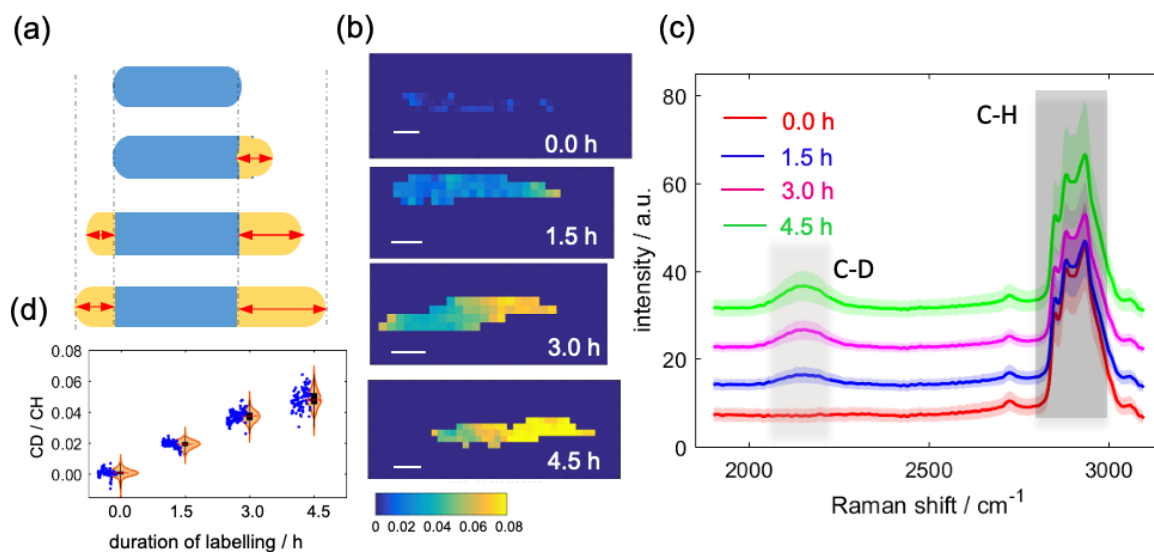 (a)
(b)
0.0 h
1.5 h
3.0 h
4.5 h
0 0.02 0.04 0.06 0.08
(c)
80
60
40
20
0
intensity / a.u.
0.0 h
1.5 h
3.0 h
4.5 h
C-H
C-D
2000 2500 3000
Raman shift / cm⁻¹
(d)
0.08
0.06
0.04
0.02
0.00
CD / CH
0.0 1.5 3.0 4.5
duration of labelling / h